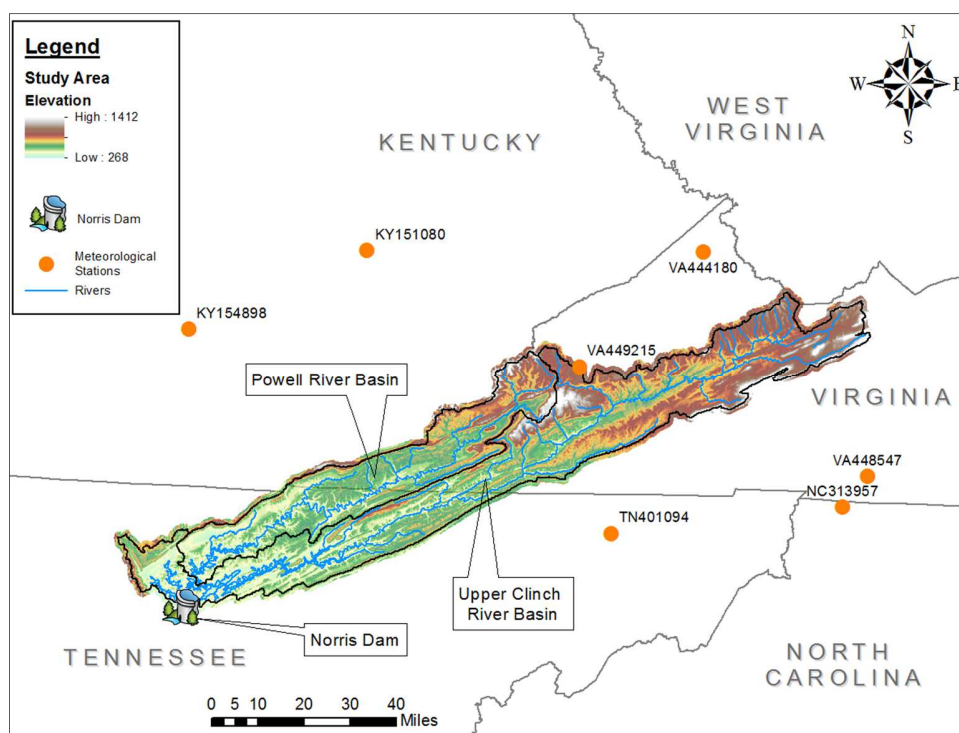 Legend
Study Area
Elevation
High : 1412
Low : 268
Norris Dam
Meteorological
Stations
Rivers
N
W E
S
WEST
VIRGINIA
KENTUCKY
KY151080
VA444180
KY154898
VA449215
Powell River Basin
VIRGINIA
VA448547
NC313957
TN401094
Upper Clinch
River Basin
Norris Dam
TENNESSEE
NORTH
CAROLINA
0 5 10 20 30 40
Miles